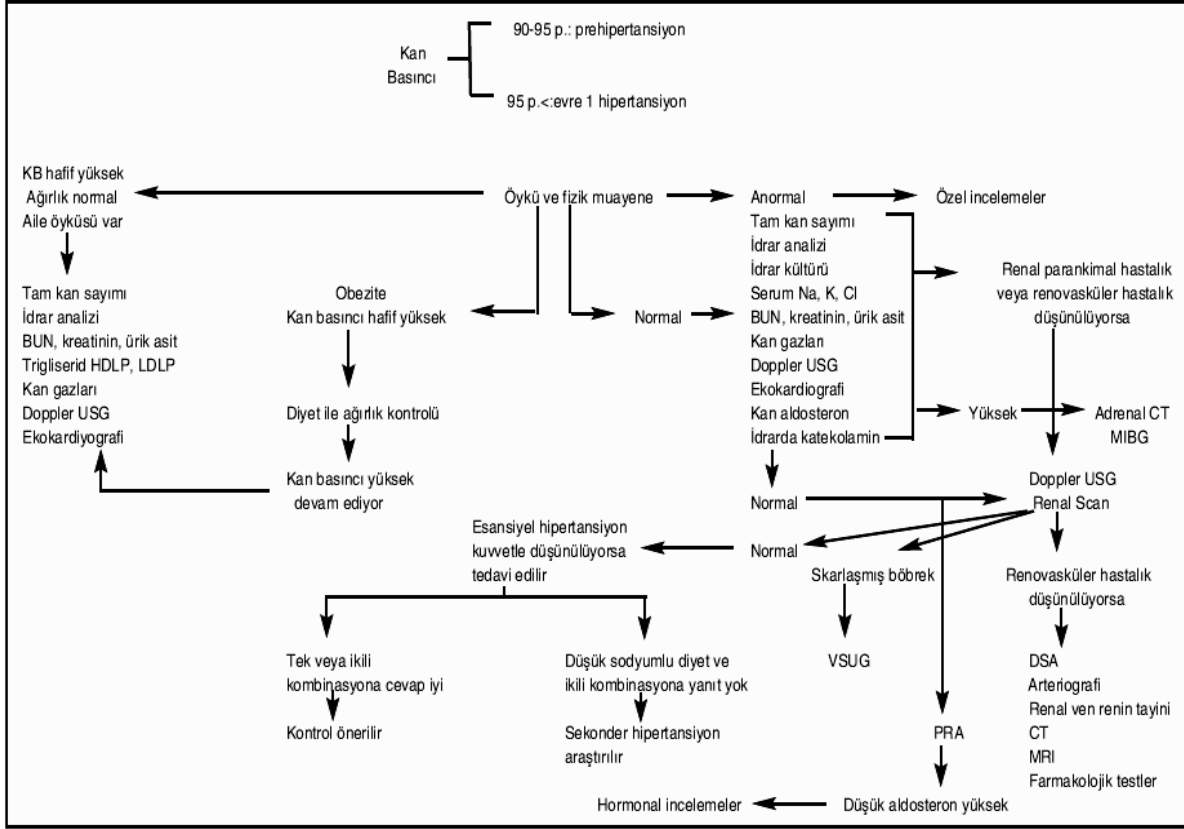 90-95 p.: prehipertansiyon
Kan
Basıncı
95 p.<:evre 1 hipertansiyon
KB hafif yüksek
Ağırlık normal
Aile öyküsü var
Öykü ve fizik muayene
Anormal
Özel incelemeler
Tam kan sayımı
İdrar analizi
İdrar kültürü
Serum Na, K, Cl
BUN, kreatinin, ürik asit
Kan gazları
Doppler USG
Ekokardiografi
Kan aldosteron
İdrarda katekolamin
Renal parankimal hastalık
veya renovasküler hastalık
düşünülüyorsa
Tam kan sayımı
İdrar analizi
BUN, kreatinin, ürik asit
Trigliserid HDLP, LDLP
Kan gazları
Doppler USG
Ekokardiyografi
Obezite
Kan basıncı hafif yüksek
Normal
Diyet ile ağırlık kontrolü
Yüksek
Adrenal CT
MIBG
Kan basıncı yüksek
devam ediyor
Normal
Doppler USG
Renal Scan
Esansiyel hipertansiyon
kuvvetle düşünülüyorsa
tedavi edilir
Normal
Skarlaşmış böbrek
Renovasküler hastalık
düşünülüyorsa
Tek veya ikili
kombinasyona cevap iyi
Düşük sodyumlu diyet ve
ikili kombinasyona yanıt yok
VSUG
DSA
Arteriografi
Renal ven renin tayini
CT
MRI
Farmakolojik testler
Kontrol önerilir
Sekonder hipertansiyon
araştırılır
PRA
Hormonal incelemeler
Düşük aldosteron yüksek